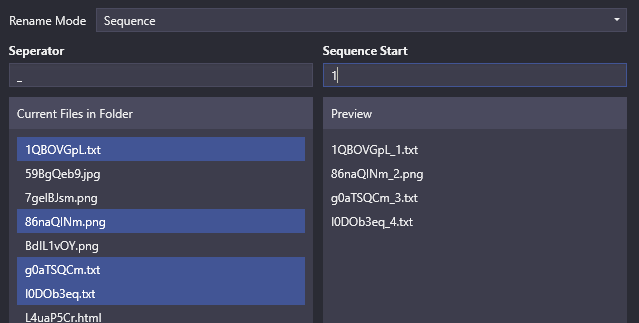 Rename Mode Sequence
Seperator Sequence Start
_ 1
Current Files in Folder Preview
1QBOVGpL.txt 1QBOVGpL_1.txt
59BgQeb9.jpg 86naQINm_2.png
7gelBJsm.png g0aTSQCm_3.txt
86naQINm.png I0DOb3eq_4.txt
BdIL1vOY.png
g0aTSQCm.txt
I0DOb3eq.txt
L4uaP5Cr.html